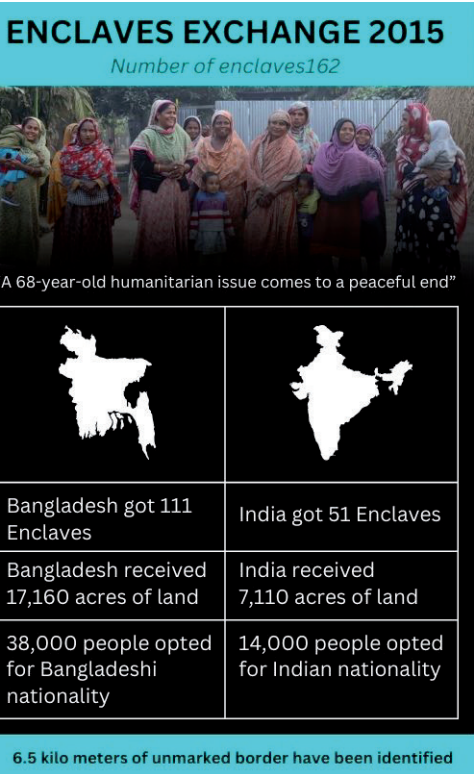 ENCLAVES EXCHANGE 2015
Number of enclaves162
A 68-year-old humanitarian issue comes to a peaceful end”
Bangladesh got 111
Enclaves
India got 51 Enclaves
Bangladesh received
17,160 acres of land
India received
7,110 acres of land
38,000 people opted
for Bangladeshi
nationality
14,000 people opted
for Indian nationality
6.5 kilo meters of unmarked border have been identified